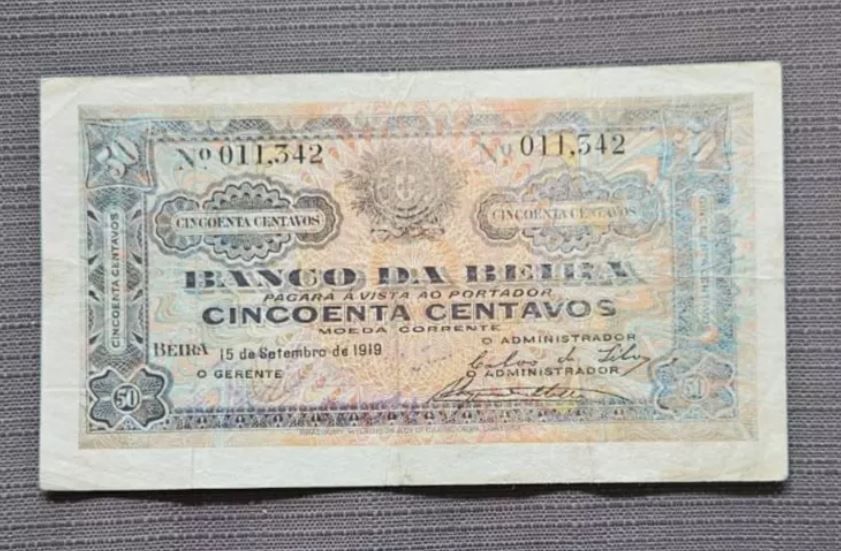 50
Nº 011,342 Nº 011,342
CINCOENTA CENTAVOS CINCOENTA CENTAVOS
CINCOENTA CENTAVOS
BANCO DA BEIRA
PAGARÁ Á VISTA AO PORTADOR
CINCOENTA CENTAVOS
MOEDA CORRENTE
O ADMINISTRADOR
BEIRA 15 de Setembro de 1919
O GERENTE
O ADMINISTRADOR
50 50